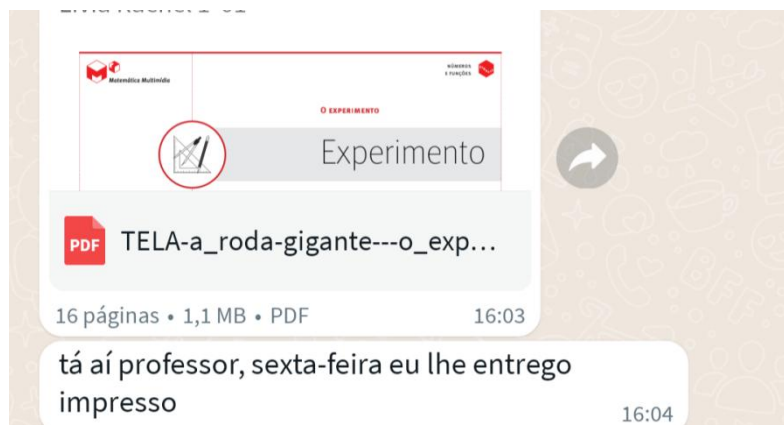 Matemática Multimídia
NÚMEROS
E FUNÇÕES
O EXPERIMENTO
Experimento
PDF
TELA-a_roda-gigante---o_exp...
16 páginas • 1,1 MB • PDF
16:03
tá aí professor, sexta-feira eu lhe entrego
impresso
16:04